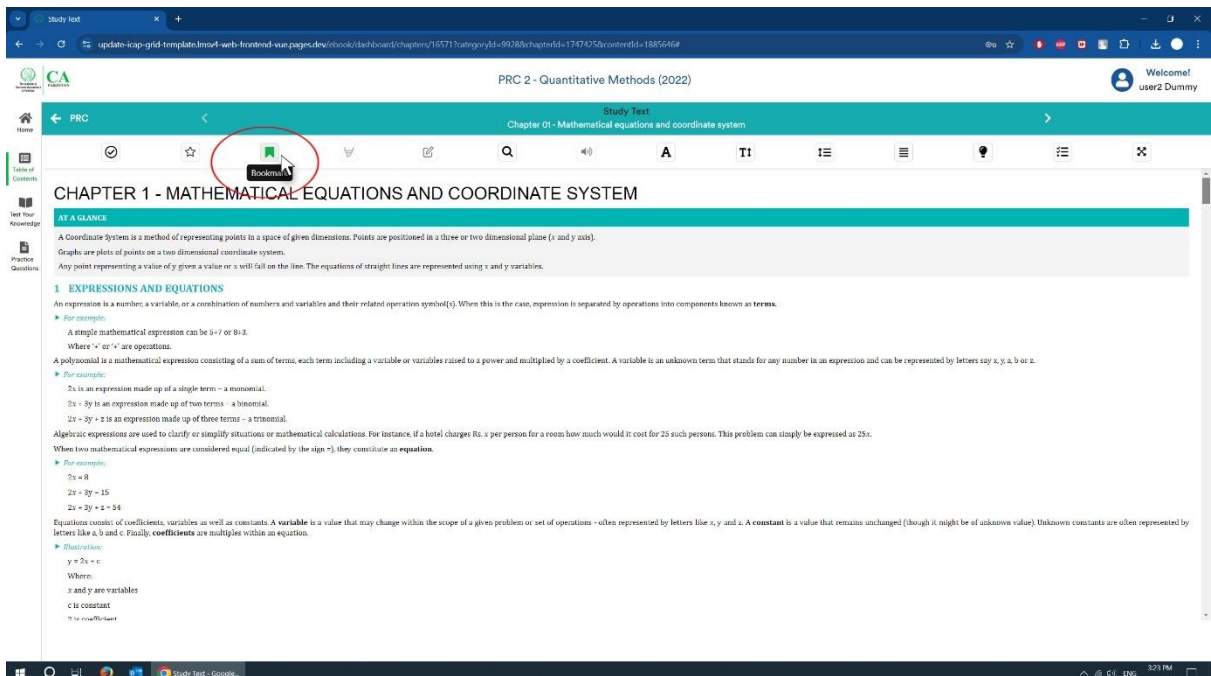 Study Text
update-icap-grid-template.lmsv4-web-frontend-vue.pages.dev/ebook/dashboard/chapters/16571?categoryId=9928&chapterId=1747425&contentId=1885646#
CA
PAKISTAN
PRC 2 - Quantitative Methods (2022)
Welcome!
user2 Dummy
Home
PRC
Study Text
Chapter 01 - Mathematical equations and coordinate system
Bookmark
Table of Contents
Test Your Knowledge
Practice Questions
CHAPTER 1 - MATHEMATICAL EQUATIONS AND COORDINATE SYSTEM
AT A GLANCE
A Coordinate System is a method of representing points in a space of given dimensions. Points are positioned in a three or two dimensional plane (x and y axis).
Graphs are plots of points on a two dimensional coordinate system.
Any point representing a value of y given a value or x will fall on the line. The equations of straight lines are represented using x and y variables.
1 EXPRESSIONS AND EQUATIONS
An expression is a number, a variable, or a combination of numbers and variables and their related operation symbol(s). When this is the case, expression is separated by operations into components known as terms.
For example:
A simple mathematical expression can be 5+7 or 8÷3.
Where '+' or '÷' are operations.
A polynomial is a mathematical expression consisting of a sum of terms, each term including a variable or variables raised to a power and multiplied by a coefficient. A variable is an unknown term that stands for any number in an expression and can be represented by letters say x, y, a, b or z.
For example:
2x is an expression made up of a single term – a monomial.
2x + 3y is an expression made up of two terms – a binomial.
2x + 3y + z is an expression made up of three terms – a trinomial.
Algebraic expressions are used to clarify or simplify situations or mathematical calculations. For instance, if a hotel charges Rs. x per person for a room how much would it cost for 25 such persons. This problem can simply be expressed as 25x.
When two mathematical expressions are considered equal (indicated by the sign =), they constitute an equation.
For example:
2x = 8
2x + 3y = 15
2x + 3y + z = 54
Equations consist of coefficients, variables as well as constants. A variable is a value that may change within the scope of a given problem or set of operations - often represented by letters like x, y and z. A constant is a value that remains unchanged (though it might be of unknown value). Unknown constants are often represented by
letters like a, b and c. Finally, coefficients are multiples within an equation.
Illustration:
y = 2x + c
Where:
x and y are variables
c is constant
2 is coefficient
Study Text - Google...
ENG
3:23 PM